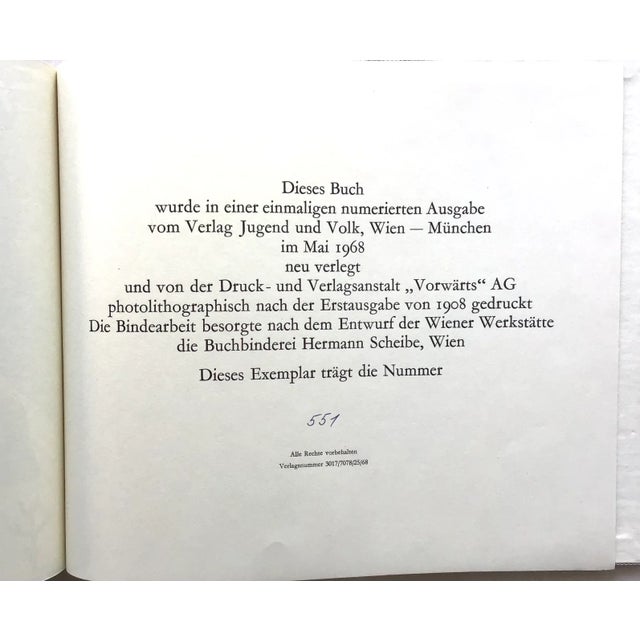 Dieses Buch
wurde in einer einmaligen numerierten Ausgabe
vom Verlag Jugend und Volk, Wien — München
im Mai 1968
neu verlegt
und von der Druck- und Verlagsanstalt „Vorwärts“ AG
photolithographisch nach der Erstausgabe von 1908 gedruckt
Die Bindearbeit besorgte nach dem Entwurf der Wiener Werkstätte
die Buchbinderei Hermann Scheibe, Wien
Dieses Exemplar trägt die Nummer
551
Alle Rechte vorbehalten
Verlagsnummer 3017/7078/25/68